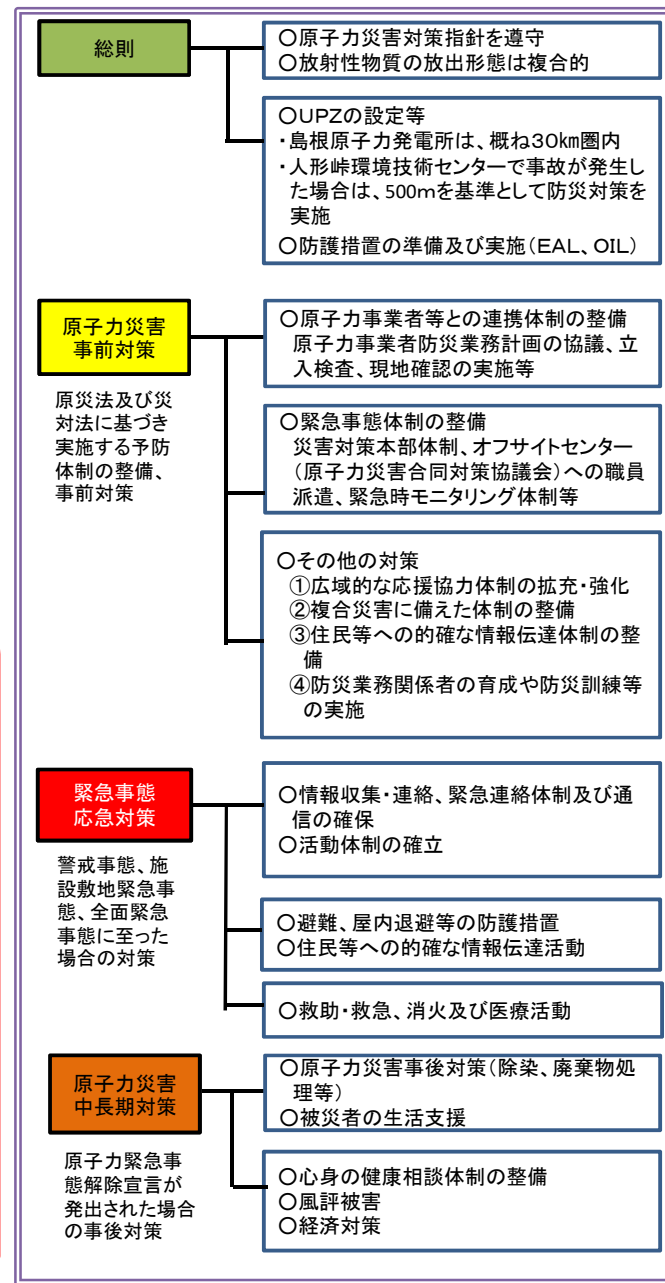 総則
〇原子力災害対策指針を遵守
〇放射性物質の放出形態は複合的
〇UPZの設定等
・島根原子力発電所は、概ね30㎞圏内
・人形峠環境技術センターで事故が発生し
た場合は、500mを基準として防災対策を
実施
〇防護措置の準備及び実施(EAL、OIL)
原子力災害
事前対策
原災法及び災
対法に基づき
実施する予防
体制の整備、
事前対策
〇原子力事業者等との連携体制の整備
原子力事業者防災業務計画の協議、立
入検査、現地確認の実施等
〇緊急事態体制の整備
災害対策本部体制、オフサイトセンター
(原子力災害合同対策協議会)への職員
派遣、緊急時モニタリング体制等
〇その他の対策
①広域的な応援協力体制の拡充・強化
②複合災害に備えた体制の整備
③住民等への的確な情報伝達体制の整
備
④防災業務関係者の育成や防災訓練等
の実施
緊急事態
応急対策
警戒事態、施
設敷地緊急事
態、全面緊急
事態に至った
場合の対策
〇情報収集・連絡、緊急連絡体制及び通
信の確保
〇活動体制の確立
〇避難、屋内退避等の防護措置
〇住民等への的確な情報伝達活動
〇救助・救急、消火及び医療活動
原子力災害
中長期対策
原子力緊急事
態解除宣言が
発出された場合
の事後対策
〇原子力災害事後対策(除染、廃棄物処
理等)
〇被災者の生活支援
〇心身の健康相談体制の整備
〇風評被害
〇経済対策